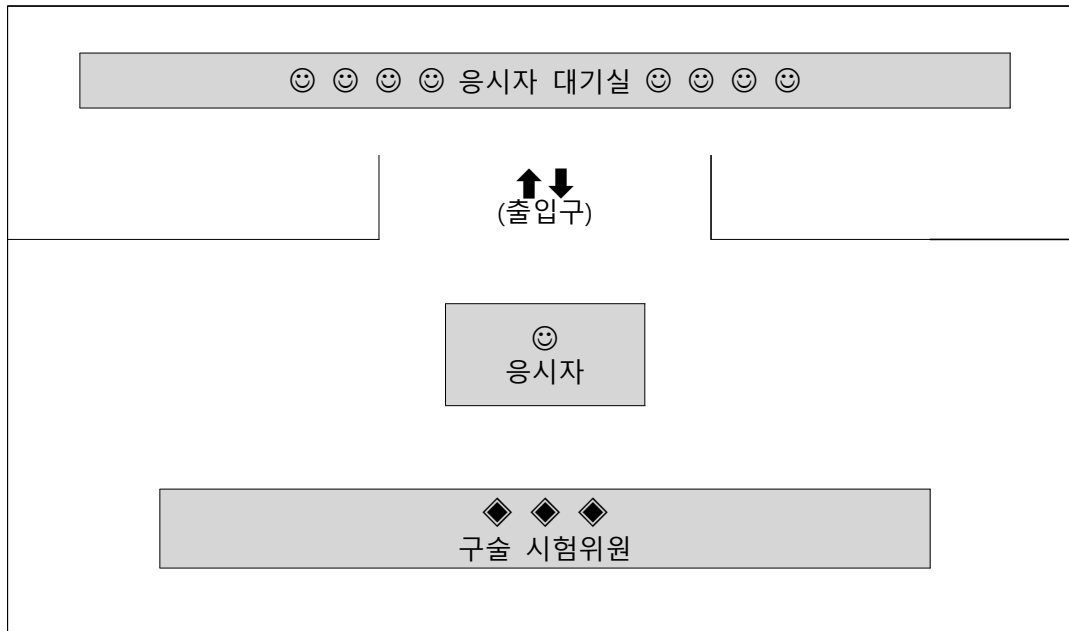 ☺ ☺ ☺ ☺ 응시자 대기실 ☺ ☺ ☺ ☺
(출입구)
☺
응시자
◈ ◈ ◈
구술 시험위원